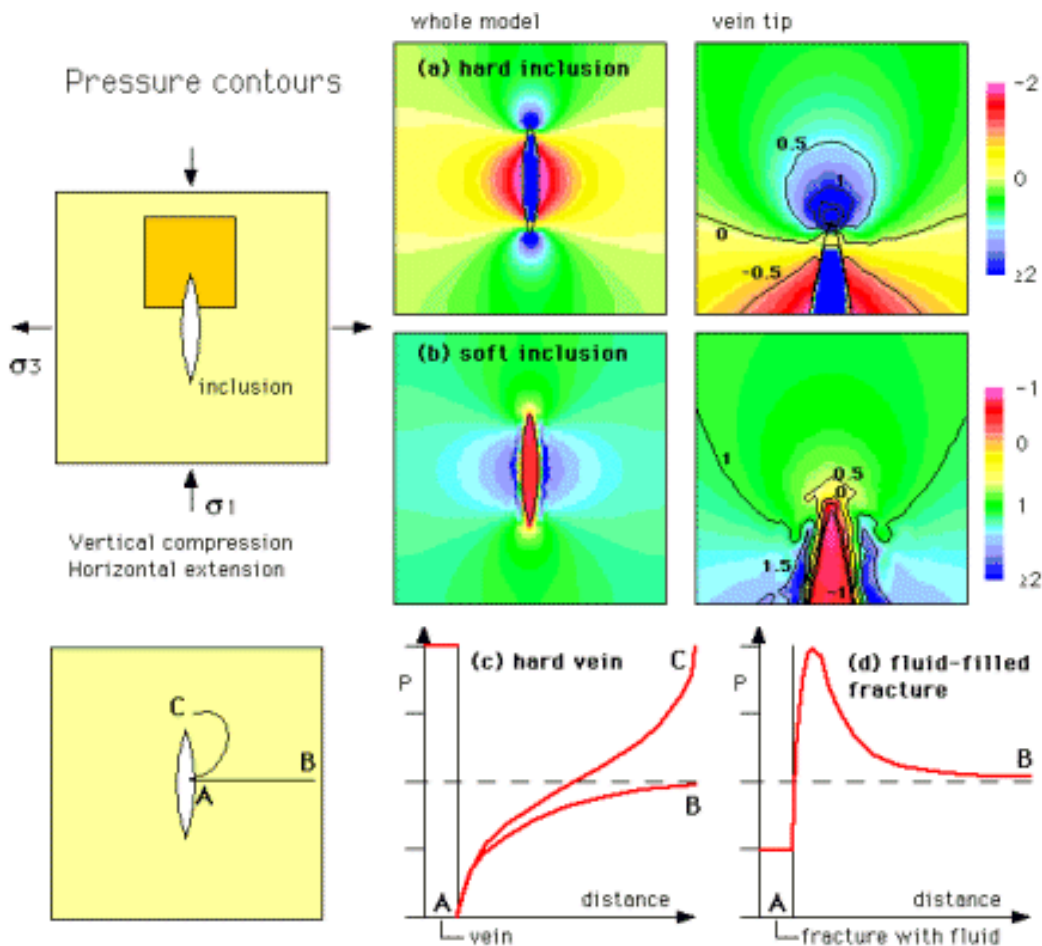 whole model
vein tip
Pressure contours
(a) hard inclusion
0.5
1
0
-0.5
-2
0
≥2
σ3
inclusion
σ1
Vertical compression
Horizontal extension
(b) soft inclusion
1
0.5
0
1.5
-1
-1
0
1
≥2
C
B
A
P
(c) hard vein
C
B
A
distance
vein
P
(d) fluid-filled
fracture
B
A
distance
fracture with fluid